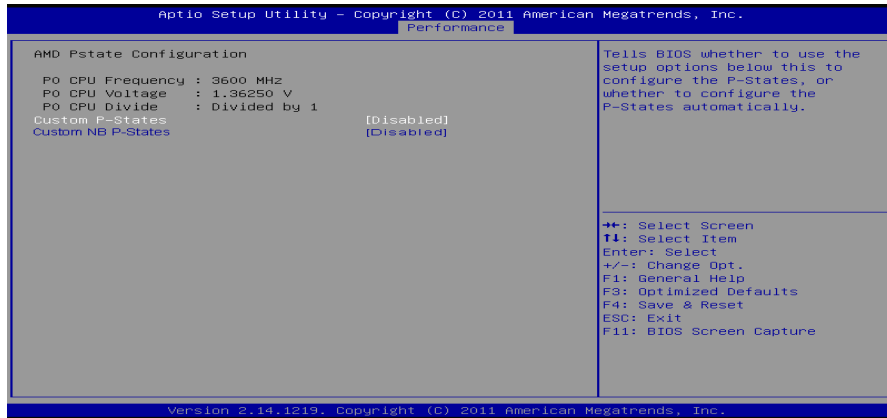 Aptio Setup Utility – Copyright (C) 2011 American Megatrends, Inc.
Performance
AMD Pstate Configuration
PO CPU Frequency : 3600 MHz
PO CPU Voltage : 1.36250 V
PO CPU Divide : Divided by 1
Custom P-States [Disabled]
Custom NB P-States [Disabled]
Tells BIOS whether to use the
setup options below this to
configure the P-States, or
whether to configure the
P-States automatically.
→←: Select Screen
↑↓: Select Item
Enter: Select
+/-: Change Opt.
F1: General Help
F3: Optimized Defaults
F4: Save & Reset
ESC: Exit
F11: BIOS Screen Capture
Version 2.14.1219. Copyright (C) 2011 American Megatrends, Inc.